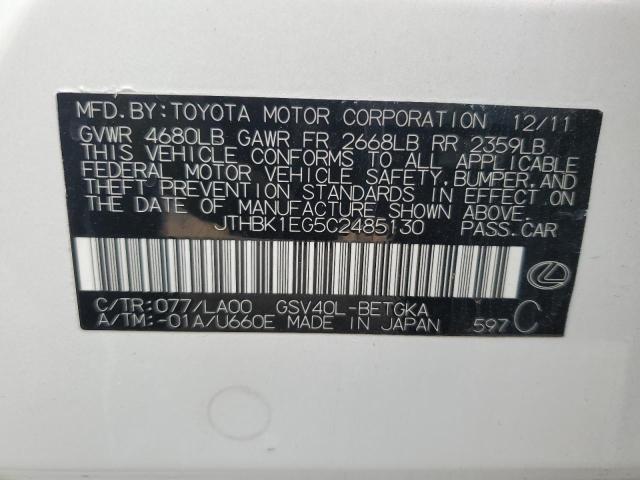 MFD.BY:TOYOTA MOTOR CORPORATION 12/11
GVWR 4680LB GAWR FR 2668LB RR 2359LB
THIS VEHICLE CONFORMS TO ALL APPLICABLE
FEDERAL MOTOR VEHICLE SAFETY,BUMPER,AND
THEFT PREVENTION STANDARDS IN EFFECT ON
THE DATE OF MANUFACTURE SHOWN ABOVE.
JTHBK1EG5C2485130 PASS.CAR
C/TR:077/LA00 GSV40L-BETGKA
A/TM:-01A/U660E MADE IN JAPAN 597 C